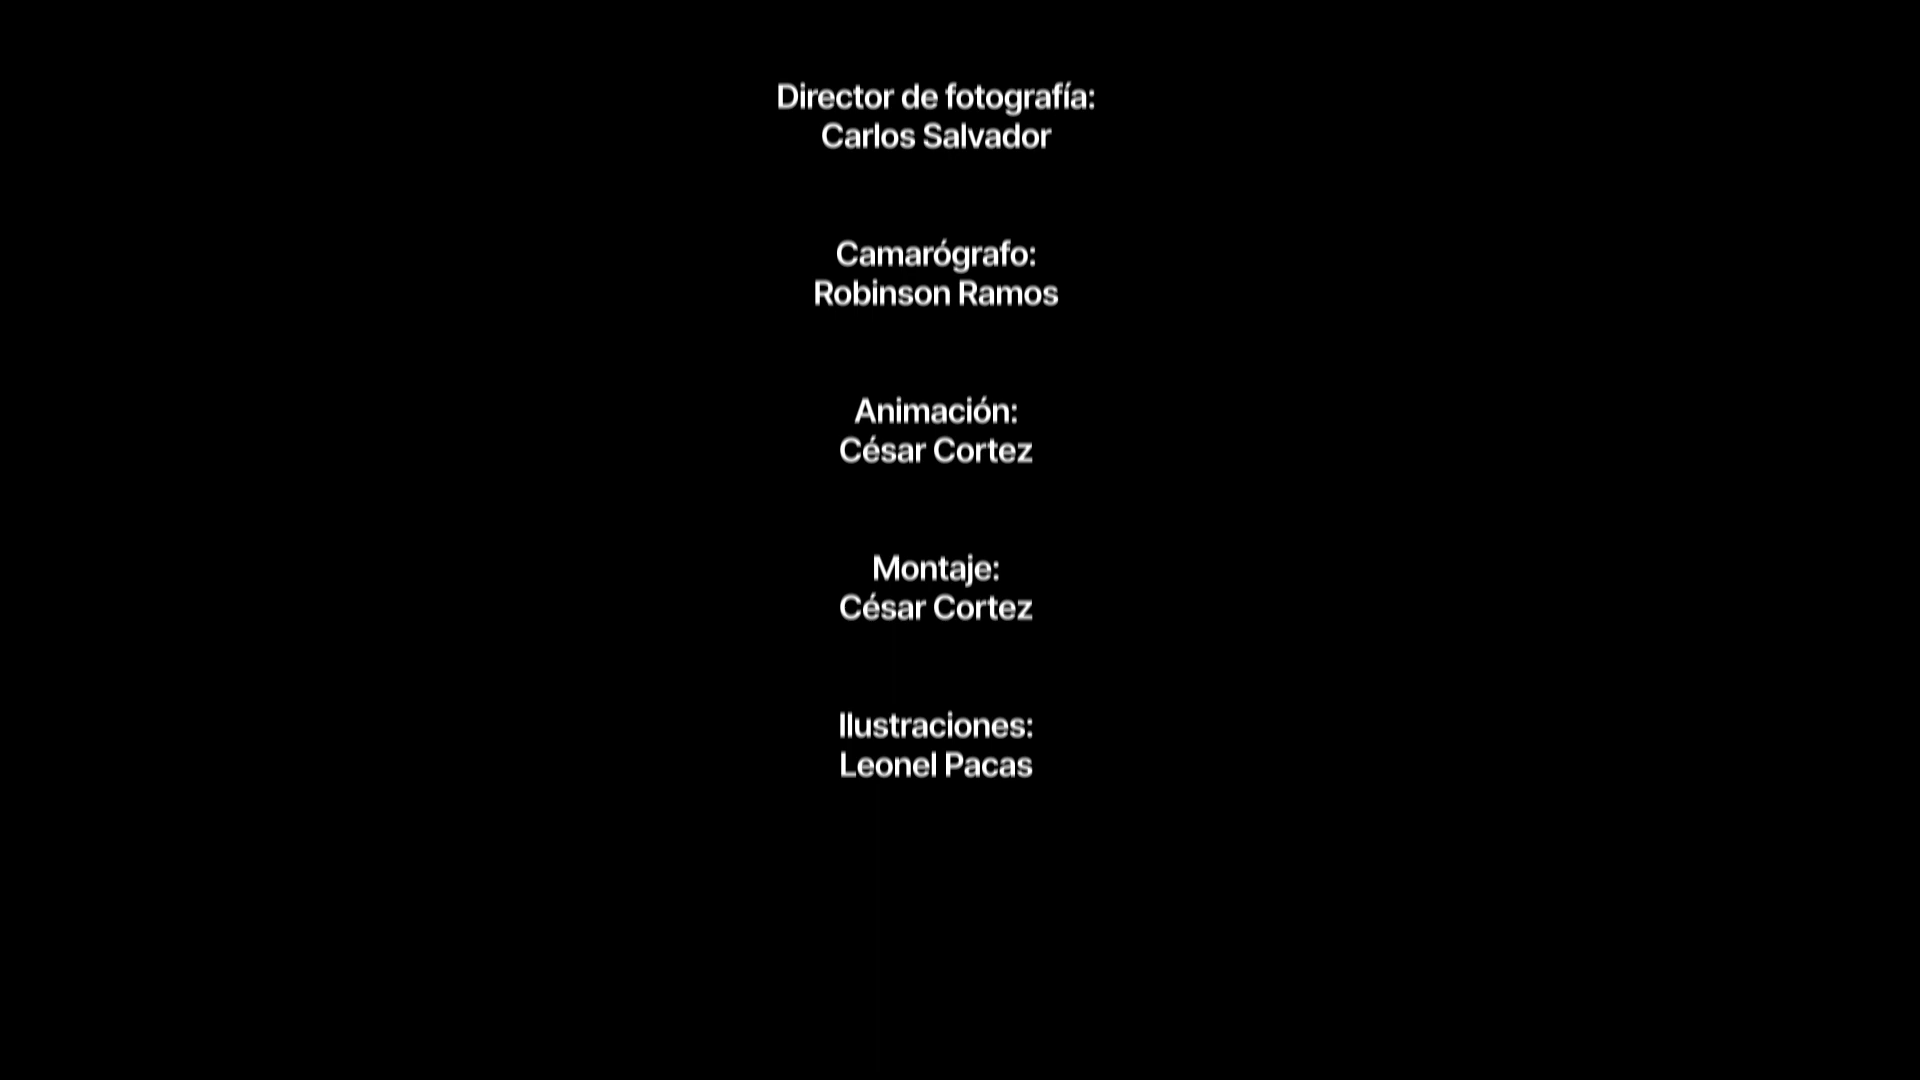 Director de fotografía:
Carlos Salvador
Camarógrafo:
Robinson Ramos
Animación:
César Cortez
Montaje:
César Cortez
Ilustraciones:
Leonel Pacas